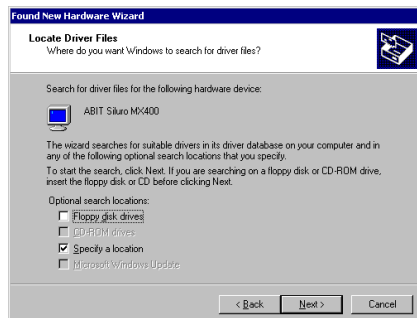 Found New Hardware Wizard
Locate Driver Files
Where do you want Windows to search for driver files?
Search for driver files for the following hardware device:
ABIT Siluro MX400
The wizard searches for suitable drivers in its driver database on your computer and in
any of the following optional search locations that you specify.
To start the search, click Next. If you are searching on a floppy disk or CD-ROM drive,
insert the floppy disk or CD before clicking Next.
Optional search locations:
Floppy disk drives
CD-ROM drives
Specify a location
Microsoft Windows Update
< Back Next > Cancel